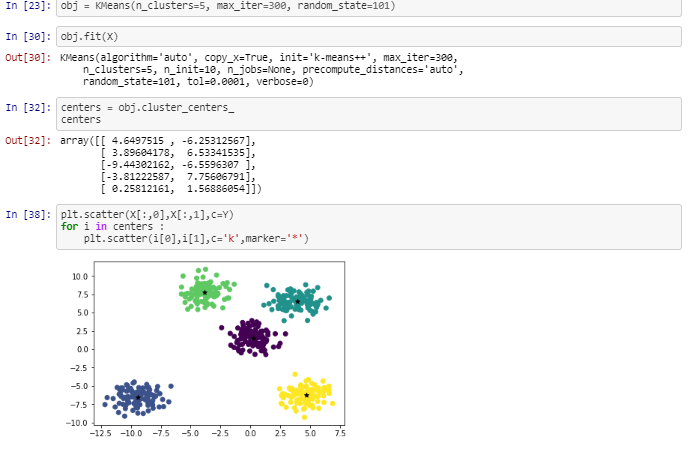 In [23]: obj = KMeans(n_clusters=5, max_iter=300, random_state=101)
In [30]: obj.fit(X)
Out[30]: KMeans(algorithm='auto', copy_x=True, init='k-means++', max_iter=300,
n_clusters=5, n_init=10, n_jobs=None, precompute_distances='auto',
random_state=101, tol=0.0001, verbose=0)
In [32]: centers = obj.cluster_centers_
centers
Out[32]: array([[ 4.6497515 , -6.25312567],
[ 3.89604178, 6.53341535],
[-9.44302162, -6.5596307 ],
[-3.81222587, 7.75606791],
[ 0.25812161, 1.56886054]])
In [38]: plt.scatter(X[:,0],X[:,1],c=Y)
for i in centers :
plt.scatter(i[0],i[1],c='k',marker='*')
10.0
7.5
5.0
2.5
0.0
−2.5
−5.0
−7.5
−10.0
−12.5 −10.0 −7.5 −5.0 −2.5 0.0 2.5 5.0 7.5